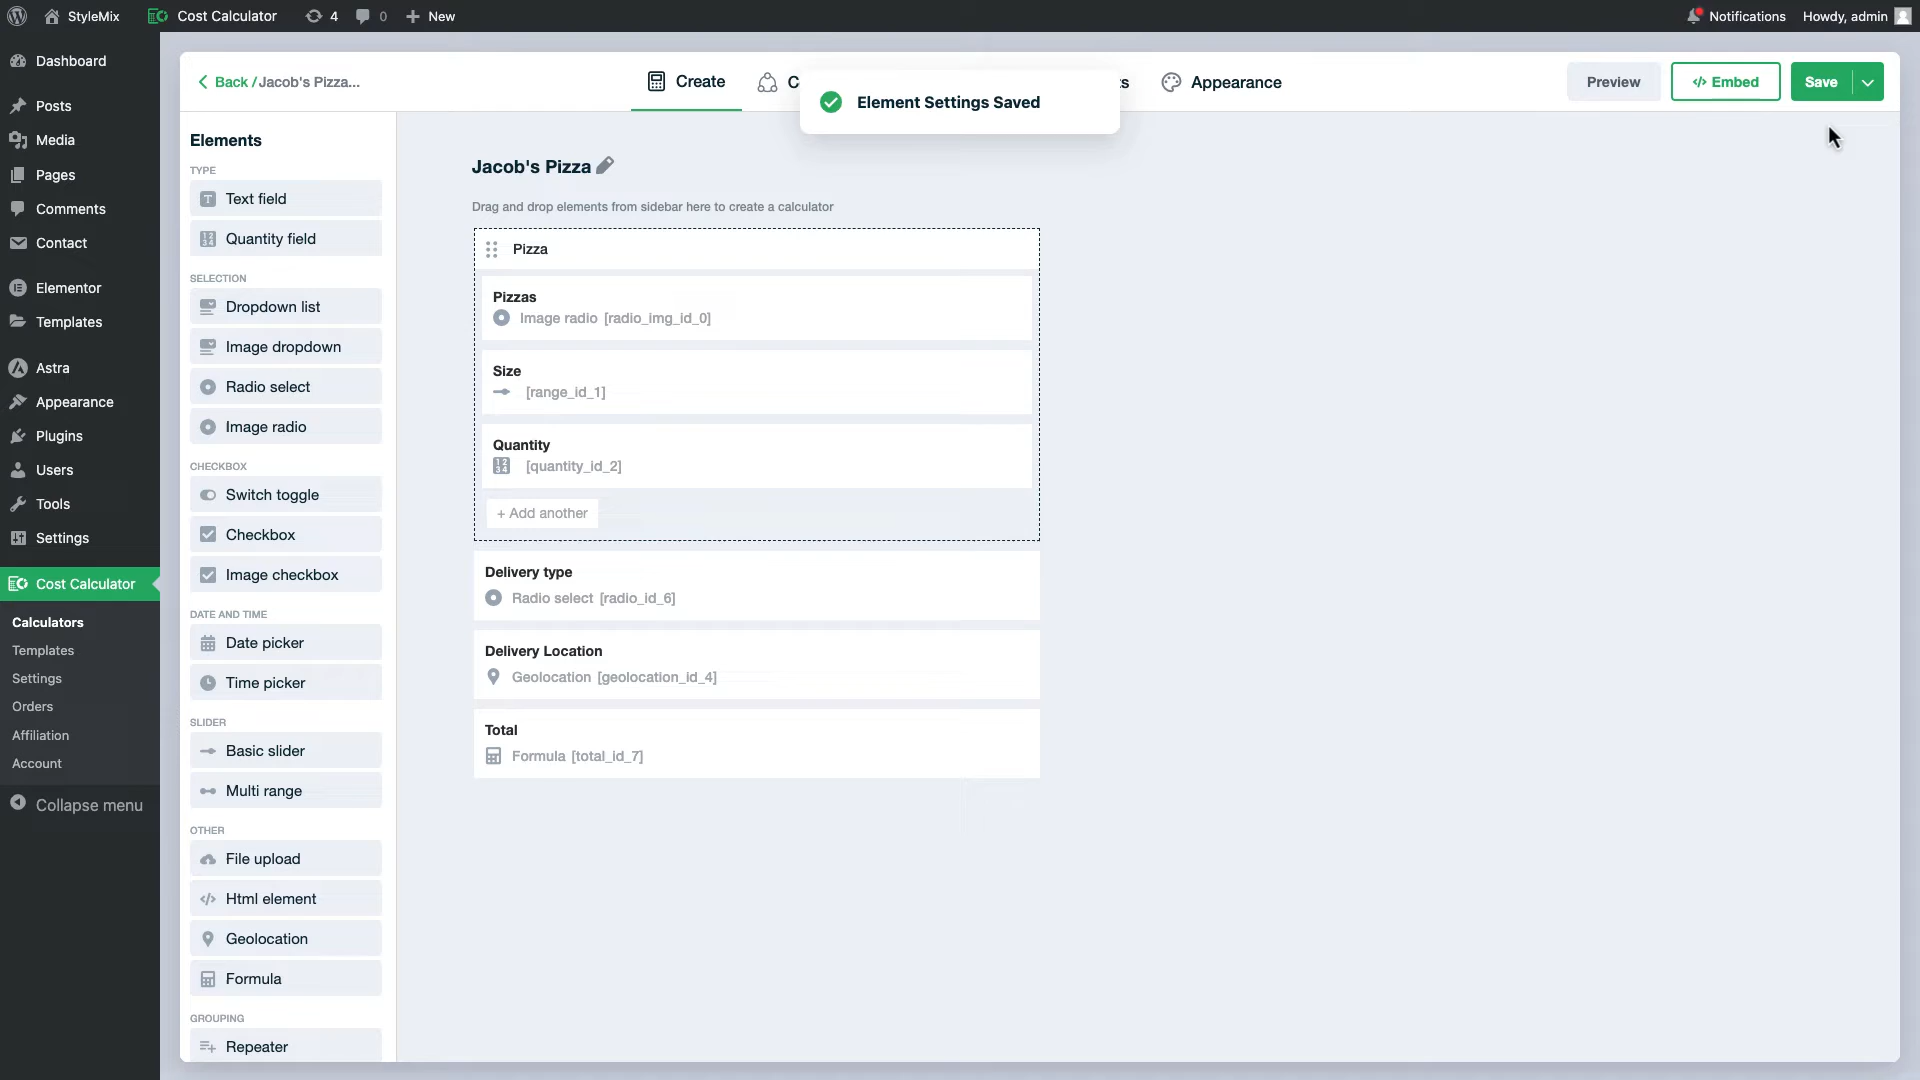 StyleMix
Cost Calculator
4
0
New
Notifications
Howdy, admin
Dashboard
Posts
Media
Pages
Comments
Contact
Elementor
Templates
Astra
Appearance
Plugins
Users
Tools
Settings
Cost Calculator
Calculators
Templates
Settings
Orders
Affiliation
Account
Collapse menu
Back /Jacob's Pizza...
Create
Appearance
Preview
</> Embed
Save
Element Settings Saved
Elements
TYPE
Text field
Quantity field
SELECTION
Dropdown list
Image dropdown
Radio select
Image radio
CHECKBOX
Switch toggle
Checkbox
Image checkbox
DATE AND TIME
Date picker
Time picker
SLIDER
Basic slider
Multi range
OTHER
File upload
Html element
Geolocation
Formula
GROUPING
Repeater
Jacob's Pizza
Drag and drop elements from sidebar here to create a calculator
Pizza
Pizzas
Image radio [radio_img_id_0]
Size
[range_id_1]
Quantity
[quantity_id_2]
+ Add another
Delivery type
Radio select [radio_id_6]
Delivery Location
Geolocation [geolocation_id_4]
Total
Formula [total_id_7]